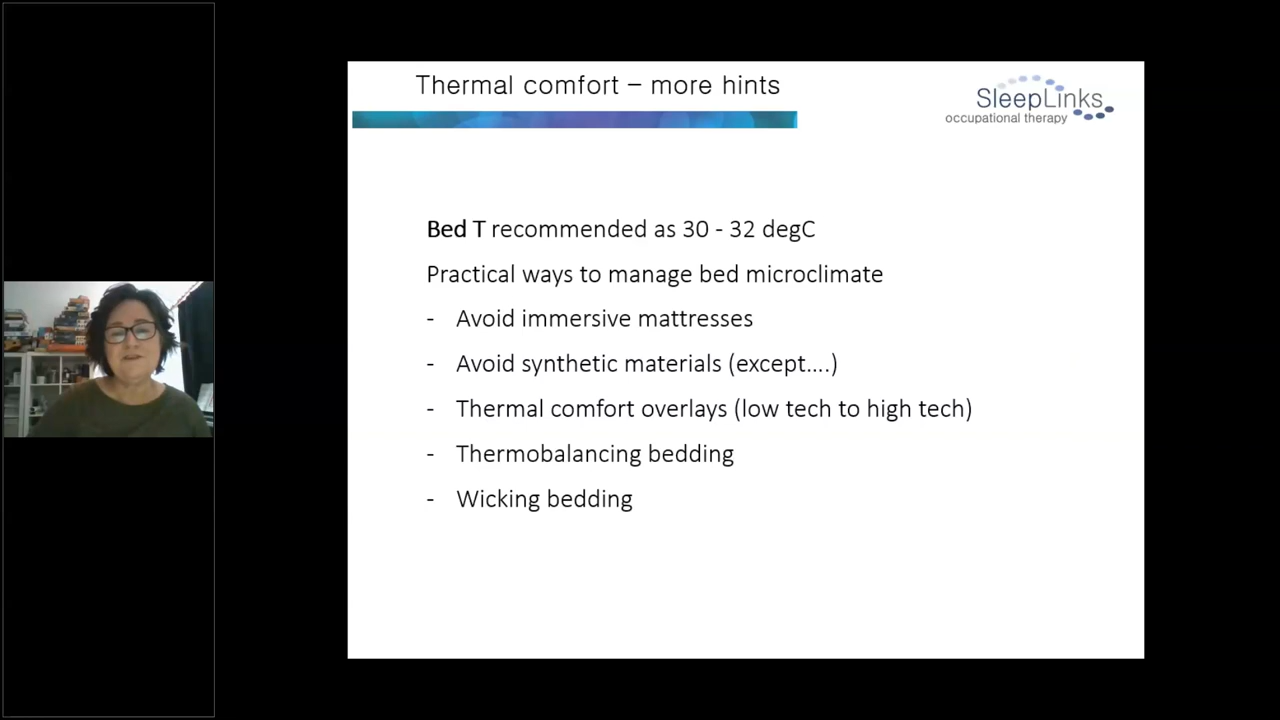 Thermal comfort – more hints
SleepLinks
occupational therapy
Bed T recommended as 30 - 32 degC
Practical ways to manage bed microclimate
- Avoid immersive mattresses
- Avoid synthetic materials (except....)
- Thermal comfort overlays (low tech to high tech)
- Thermobalancing bedding
- Wicking bedding